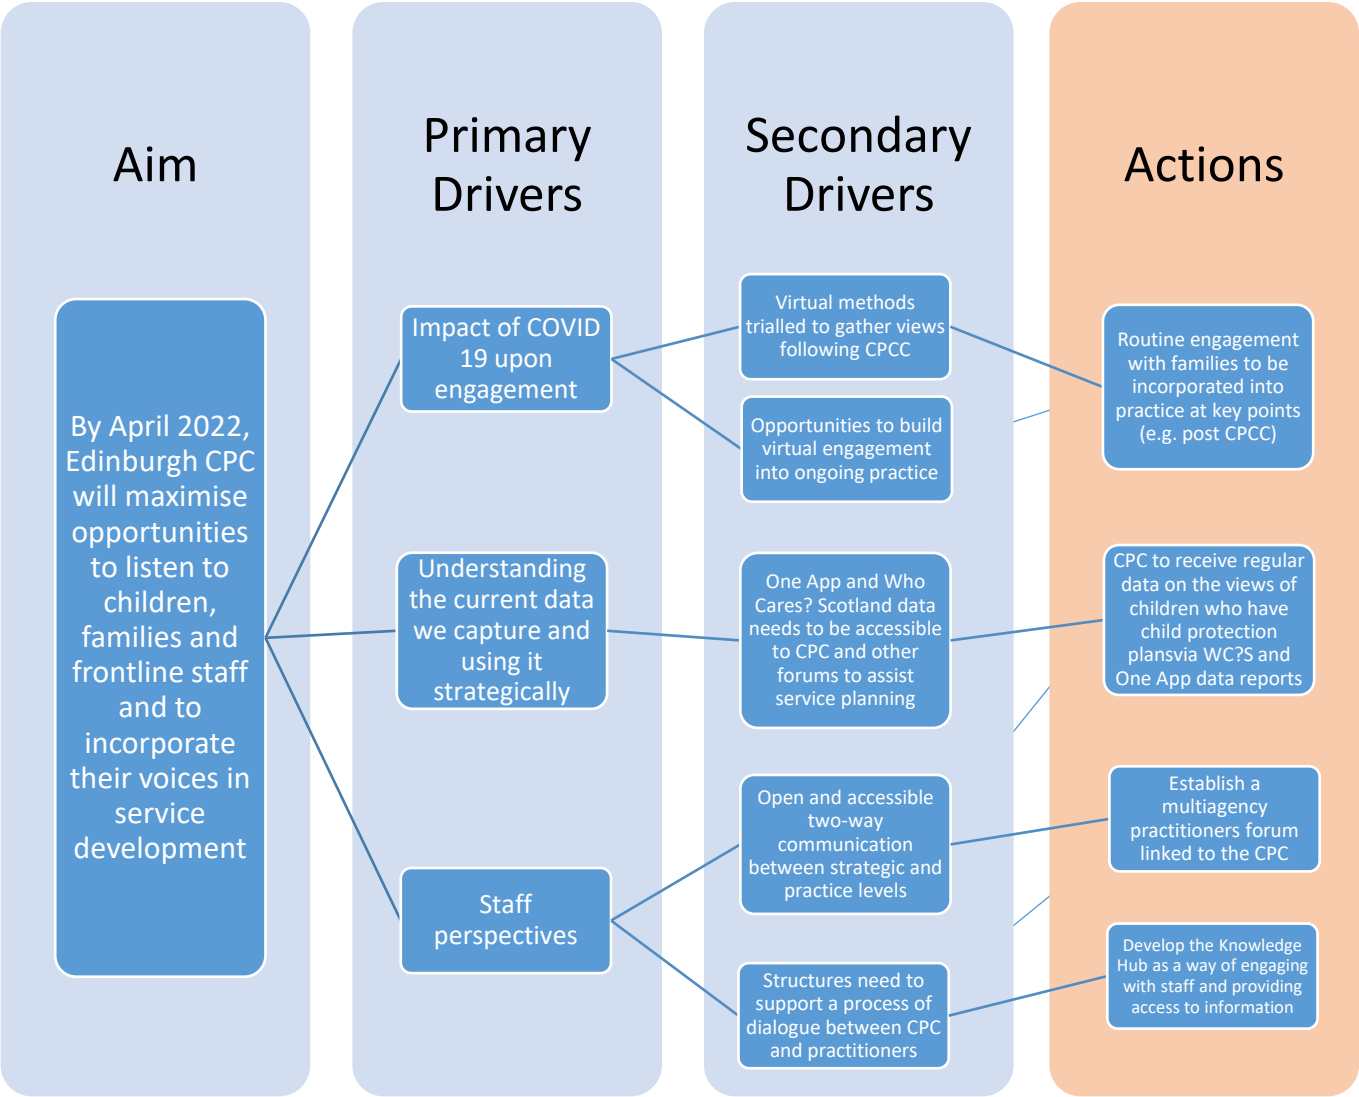 Aim
By April 2022,
Edinburgh CPC
will maximise
opportunities
to listen to
children,
families and
frontline staff
and to
incorporate
their voices in
service
development
Primary
Drivers
Impact of COVID
19 upon
engagement
Understanding
the current data
we capture and
using it
strategically
Staff
perspectives
Secondary
Drivers
Virtual methods
trialled to gather views
following CPCC
Opportunities to build
virtual engagement
into ongoing practice
One App and Who
Cares? Scotland data
needs to be accessible
to CPC and other
forums to assist
service planning
Open and accessible
two-way
communication
between strategic and
practice levels
Structures need to
support a process of
dialogue between CPC
and practitioners
Actions
Routine engagement
with families to be
incorporated into
practice at key points
(e.g. post CPCC)
CPC to receive regular
data on the views of
children who have
child protection
plansvia WC?S and
One App data reports
Establish a
multiagency
practitioners forum
linked to the CPC
Develop the Knowledge
Hub as a way of engaging
with staff and providing
access to information